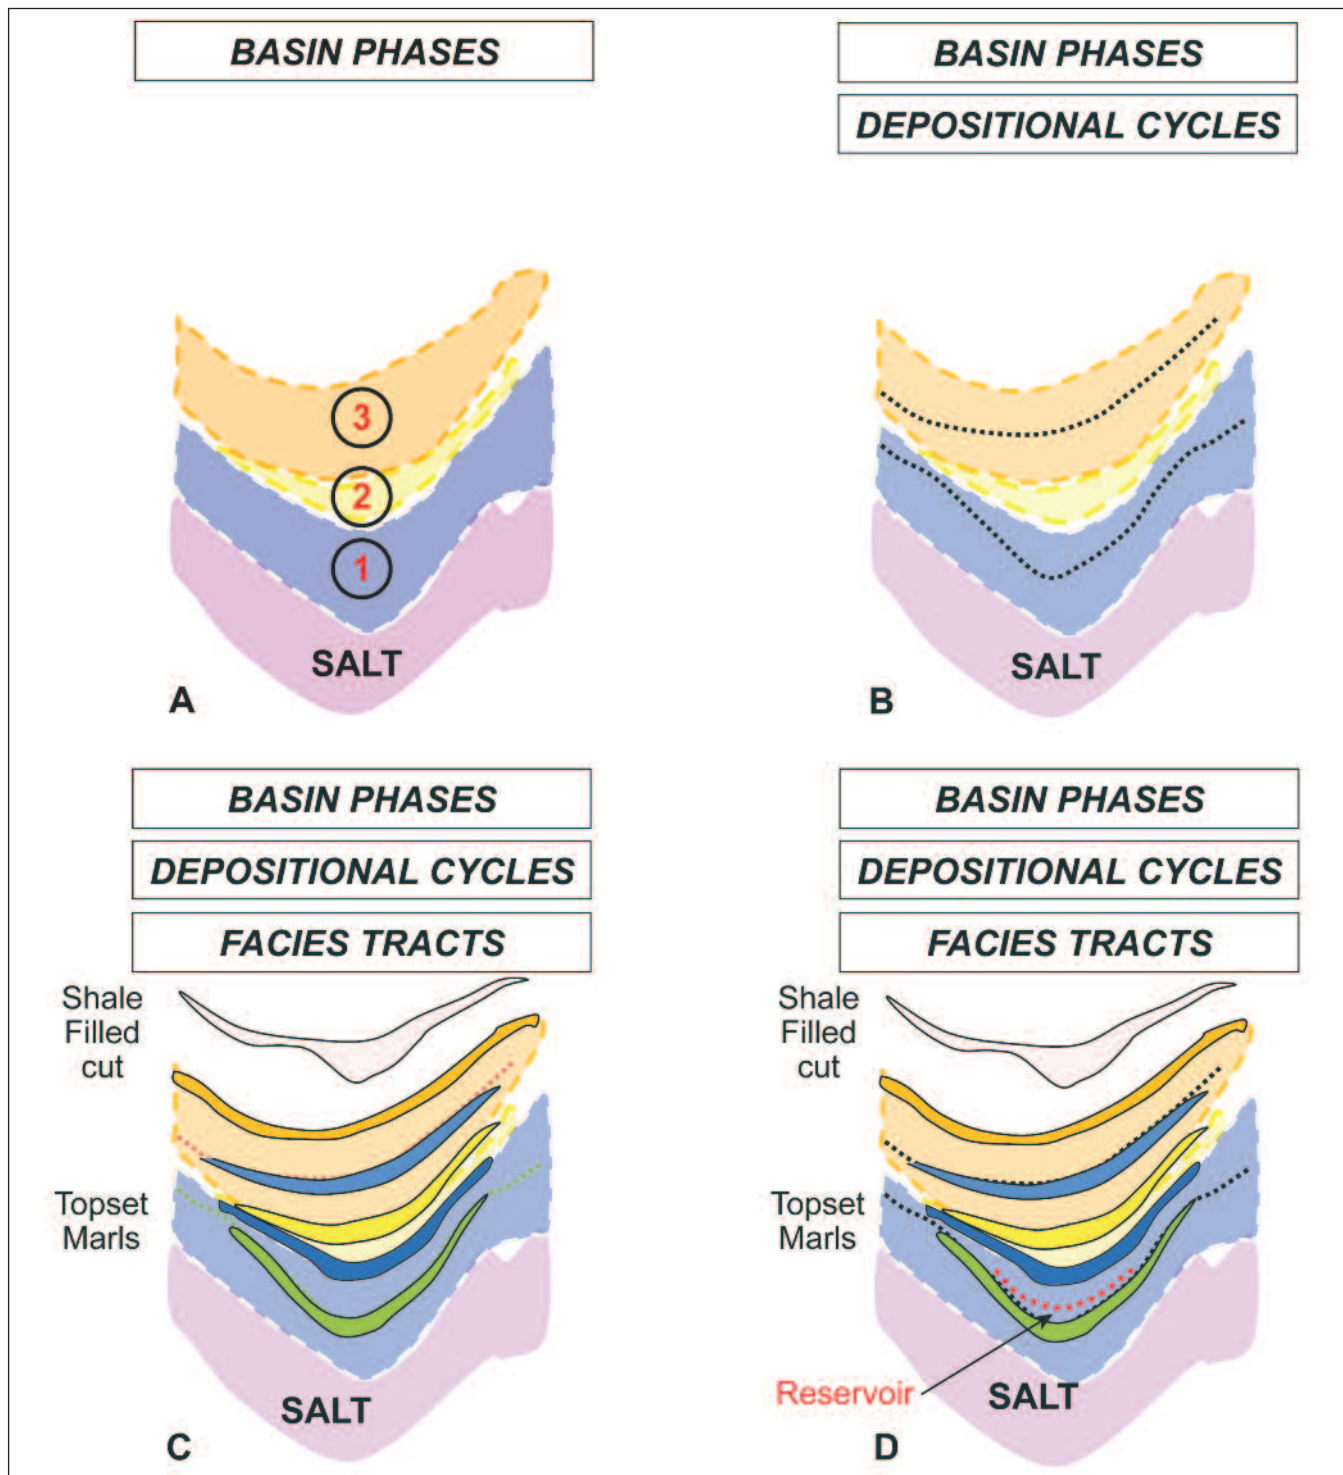 BASIN PHASES
3
2
1
SALT
A
BASIN PHASES
DEPOSITIONAL CYCLES
SALT
B
BASIN PHASES
DEPOSITIONAL CYCLES
FACIES TRACTS
Shale
Filled
cut
Topset
Marls
SALT
C
BASIN PHASES
DEPOSITIONAL CYCLES
FACIES TRACTS
Shale
Filled
cut
Topset
Marls
Reservoir
SALT
D